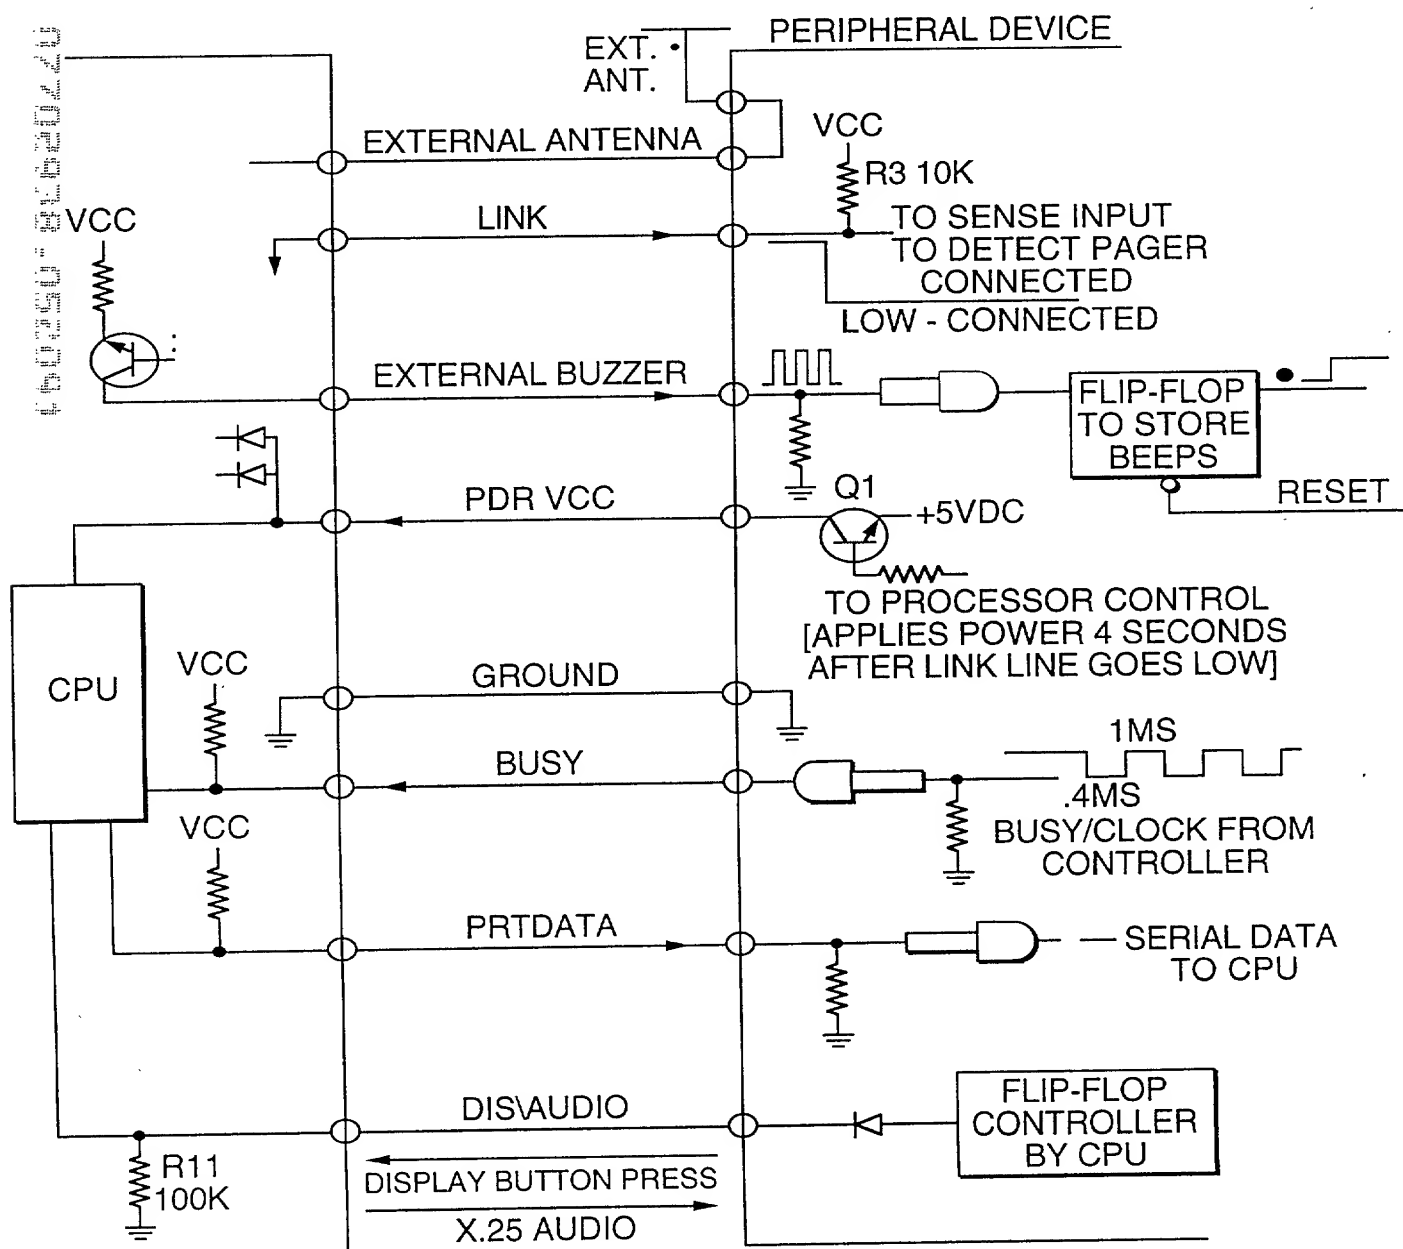 PERIPHERAL DEVICE
EXT.
ANT.
EXTERNAL ANTENNA
VCC
R3 10K
VCC
LINK
TO SENSE INPUT
TO DETECT PAGER
CONNECTED
LOW - CONNECTED
EXTERNAL BUZZER
FLIP-FLOP
TO STORE
BEEPS
RESET
PDR VCC
Q1
+5VDC
TO PROCESSOR CONTROL
[APPLIES POWER 4 SECONDS
AFTER LINK LINE GOES LOW]
CPU
VCC
GROUND
BUSY
1MS
.4MS
BUSY/CLOCK FROM
CONTROLLER
VCC
PRTDATA
SERIAL DATA
TO CPU
DIS\AUDIO
FLIP-FLOP
CONTROLLER
BY CPU
R11
100K
DISPLAY BUTTON PRESS
X.25 AUDIO